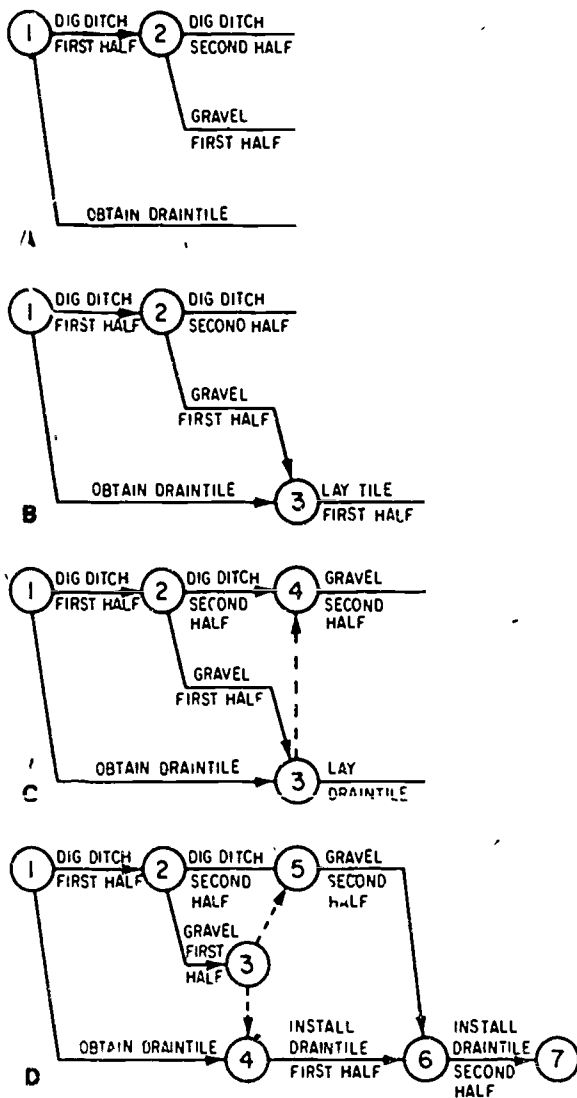 1 DIG DITCH 2 DIG DITCH
FIRST HALF SECOND HALF
GRAVEL
FIRST HALF
OBTAIN DRAINTILE
A
1 DIG DITCH 2 DIG DITCH
FIRST HALF SECOND HALF
GRAVEL
FIRST HALF
OBTAIN DRAINTILE 3 LAY TILE
FIRST HALF
B
1 DIG DITCH 2 DIG DITCH 4 GRAVEL
FIRST HALF SECOND SECOND
HALF HALF
GRAVEL
FIRST HALF
OBTAIN DRAINTILE 3 LAY
DRAINTILE
C
1 DIG DITCH 2 DIG DITCH 5 GRAVEL
FIRST HALF SECOND SECOND
HALF HALF
GRAVEL
FIRST
HALF 3
INSTALL INSTALL
OBTAIN DRAINTILE 4 DRAINTILE 6 DRAINTILE 7
FIRST HALF SECOND
HALF
D